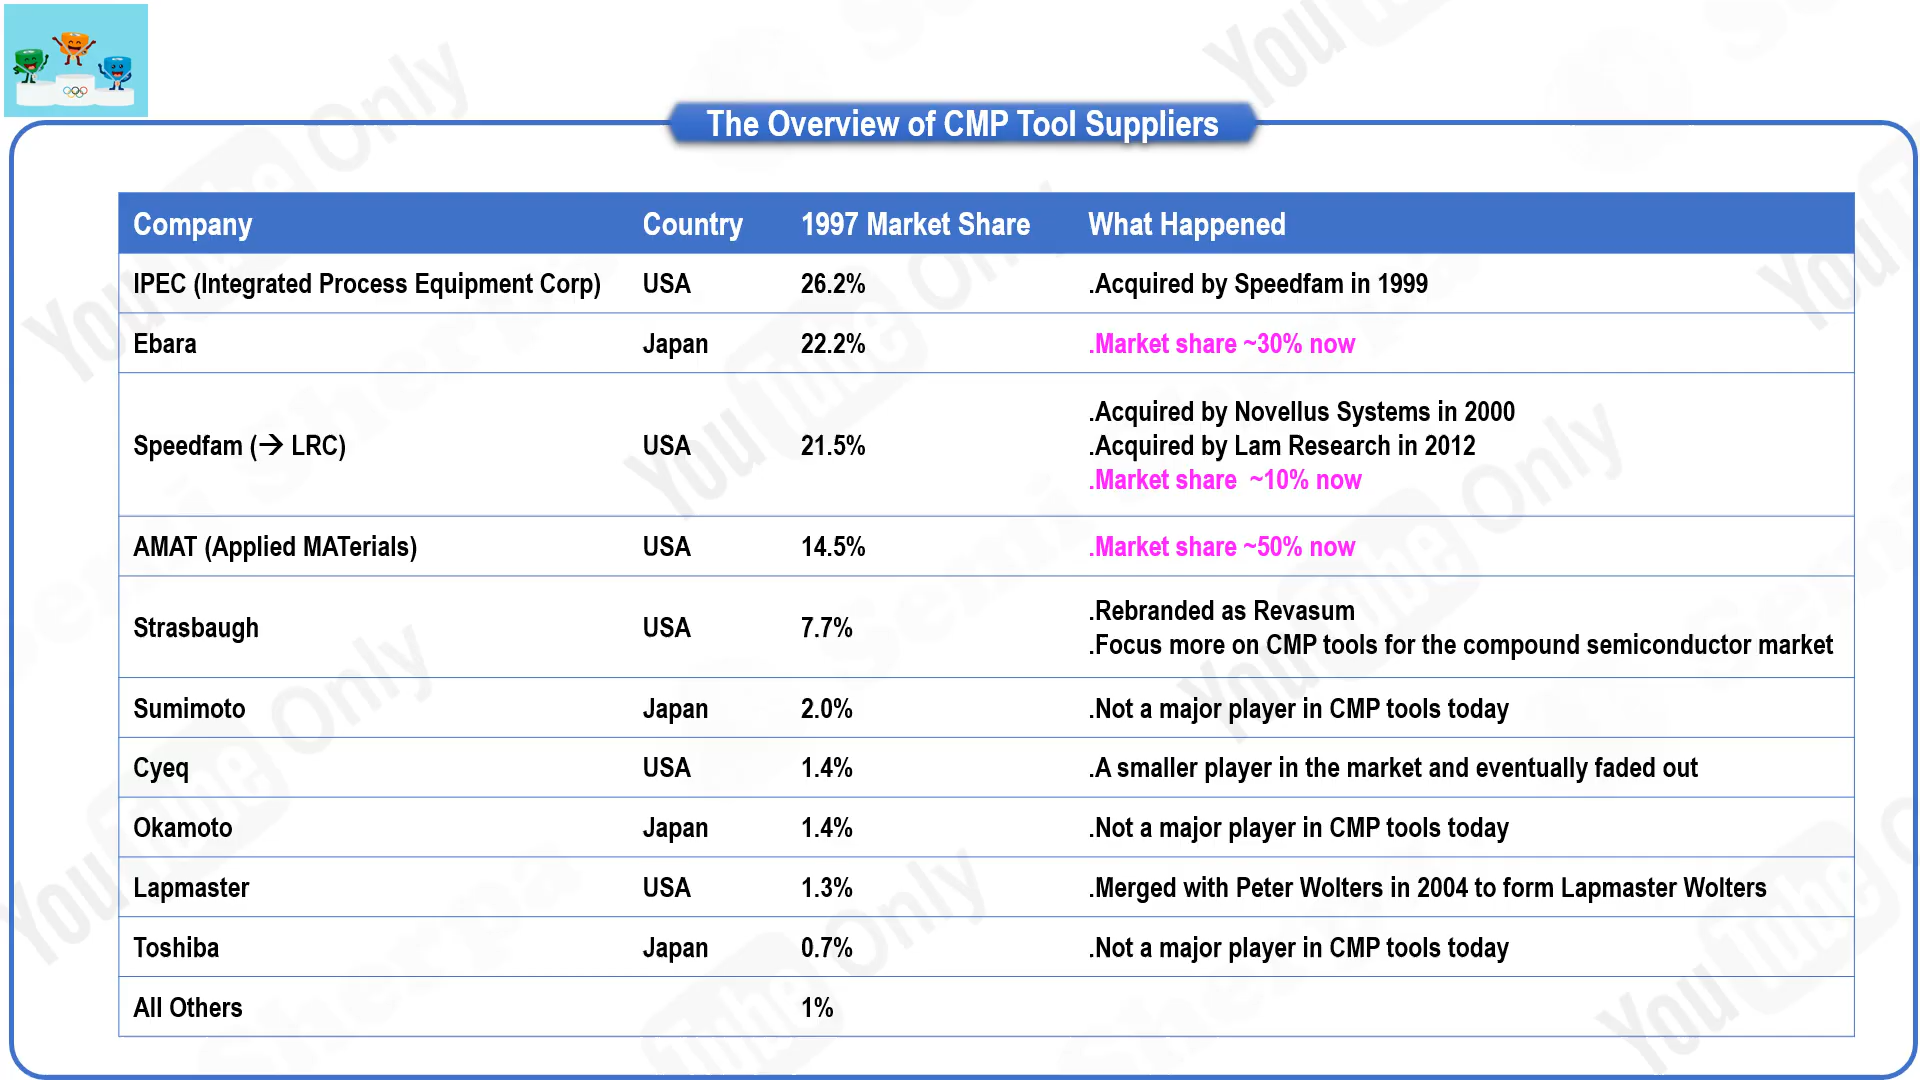 The Overview of CMP Tool Suppliers
Company Country 1997 Market Share What Happened
IPEC (Integrated Process Equipment Corp) USA 26.2% .Acquired by Speedfam in 1999
Ebara Japan 22.2% .Market share ~30% now
Speedfam (→ LRC) USA 21.5% .Acquired by Novellus Systems in 2000
.Acquired by Lam Research in 2012
.Market share ~10% now
AMAT (Applied MATerials) USA 14.5% .Market share ~50% now
Strasbaugh USA 7.7% .Rebranded as Revasum
.Focus more on CMP tools for the compound semiconductor market
Sumimoto Japan 2.0% .Not a major player in CMP tools today
Cyeq USA 1.4% .A smaller player in the market and eventually faded out
Okamoto Japan 1.4% .Not a major player in CMP tools today
Lapmaster USA 1.3% .Merged with Peter Wolters in 2004 to form Lapmaster Wolters
Toshiba Japan 0.7% .Not a major player in CMP tools today
All Others 1%
YouTube Only
Semi Sherpa